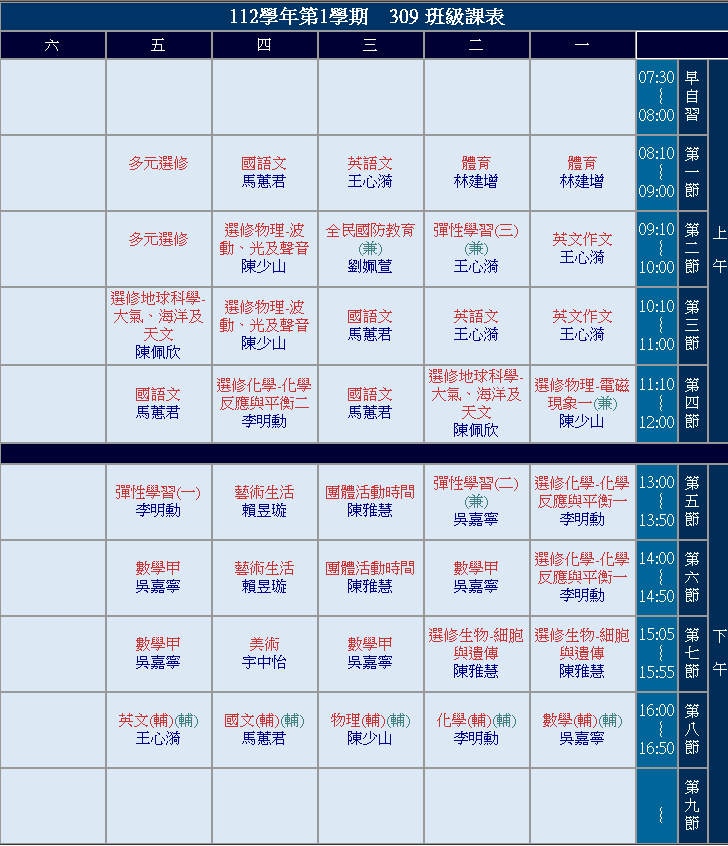 112學年第1學期　309 班級課表
六 五 四 三 二 一
07:30
~
08:00
早
自
習
多元選修
國語文
馬蕙君
英語文
王心漪
體育
林建增
體育
林建增
08:10
~
09:00
第
一
節
多元選修
選修物理-波
動、光及聲音
陳少山
全民國防教育
(兼)
劉姵萱
彈性學習(三)
(兼)
王心漪
英文作文
王心漪
09:10
~
10:00
第
二
節
上
午
選修地球科學-
大氣、海洋及
天文
陳佩欣
選修物理-波
動、光及聲音
陳少山
國語文
馬蕙君
英語文
王心漪
英文作文
王心漪
10:10
~
11:00
第
三
節
國語文
馬蕙君
選修化學-化學
反應與平衡二
李明勳
國語文
馬蕙君
選修地球科學-
大氣、海洋及
天文
陳佩欣
選修物理-電磁
現象一(兼)
陳少山
11:10
~
12:00
第
四
節
彈性學習(一)
李明勳
藝術生活
賴昱璇
團體活動時間
陳雅慧
彈性學習(二)
(兼)
吳嘉寧
選修化學-化學
反應與平衡一
李明勳
13:00
~
13:50
第
五
節
數學甲
吳嘉寧
藝術生活
賴昱璇
團體活動時間
陳雅慧
數學甲
吳嘉寧
選修化學-化學
反應與平衡一
李明勳
14:00
~
14:50
第
六
節
數學甲
吳嘉寧
美術
宇中怡
數學甲
吳嘉寧
選修生物-細胞
與遺傳
陳雅慧
選修生物-細胞
與遺傳
陳雅慧
15:05
~
15:55
第
七
節
下
午
英文(輔)(輔)
王心漪
國文(輔)(輔)
馬蕙君
物理(輔)(輔)
陳少山
化學(輔)(輔)
李明勳
數學(輔)(輔)
吳嘉寧
16:00
~
16:50
第
八
節
~
第
九
節